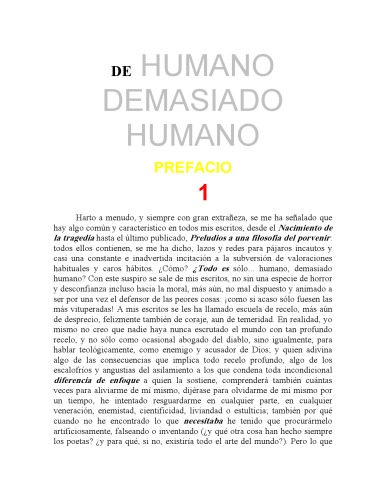 DE HUMANO
DEMASIADO
HUMANO
PREFACIO
1
Harto a menudo, y siempre con gran extrañeza, se me ha señalado que
hay algo común y característico en todos mis escritos, desde el Nacimiento de
la tragedia hasta el último publicado, Preludios a una filosofía del porvenir:
todos ellos contienen, se me ha dicho, lazos y redes para pájaros incautos y
casi una constante e inadvertida incitación a la subversión de valoraciones
habituales y caros hábitos. ¿Cómo? ¿Todo es sólo... humano, demasiado
humano? Con este suspiro se sale de mis escritos, no sin una especie de horror
y desconfianza incluso hacia la moral, más aún, no mal dispuesto y animado a
ser por una vez el defensor de las peores cosas: ¡como si acaso sólo fuesen las
más vituperadas! A mis escritos se les ha llamado escuela de recelo, más aún
de desprecio, felizmente también de coraje, aun de temeridad. En realidad, yo
mismo no creo que nadie haya nunca escrutado el mundo con tan profundo
recelo, y no sólo como ocasional abogado del diablo, sino igualmente, para
hablar teológicamente, como enemigo y acusador de Dios; y quien adivina
algo de las consecuencias que implica todo recelo profundo, algo de los
escalofríos y angustias del aislamiento a los que condena toda incondicional
diferencia de enfoque a quien la sostiene, comprenderá también cuántas
veces para aliviarme de mí mismo, dijérase para olvidarme de mí mismo por
un tiempo, he intentado resguardarme en cualquier parte, en cualquier
veneración, enemistad, cientificidad, liviandad o estulticia; también por qué
cuando no he encontrado lo que necesitaba he tenido que procurármelo
artificiosamente, falseando o inventando (¿y qué otra cosa han hecho siempre
los poetas? ¿y para qué, si no, existiría todo el arte del mundo?). Pero lo que